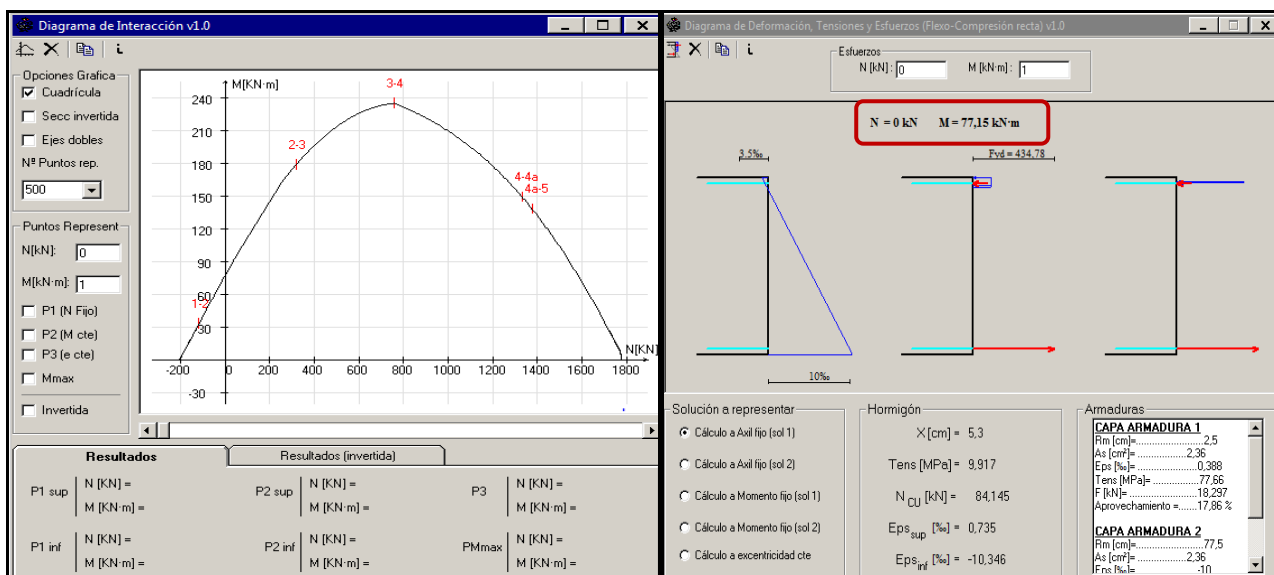 Diagrama de Interacción v1.0
Opciones Grafica
Cuadrícula
Secc invertida
Ejes dobles
Nº Puntos rep.
500
Puntos Represent
N[kN]: 0
M[kN·m]: 1
P1 (N Fijo)
P2 (M cte)
P3 (e cte)
Mmax
Invertida
M[KN·m]
240
210
180
150
120
90
60
30
-30
-200 0 200 400 600 800 1000 1200 1400 1600 1800
N[KN]
1-2
2-3
3-4
4-4a
4a-5
Resultados
Resultados (invertida)
P1 sup N [KN] = M [KN·m] =
P2 sup N [KN] = M [KN·m] =
P3 N [KN] = M [KN·m] =
P1 inf N [KN] = M [KN·m] =
P2 inf N [KN] = M [KN·m] =
PMmax N [KN] = M [KN·m] =
Diagrama de Deformación, Tensiones y Esfuerzos (Flexo-Compresión recta) v1.0
Esfuerzos
N [kN] : 0 M [kN·m] : 1
N = 0 kN M = 77,15 kN·m
3.5‰
Fyd = 434,78
10‰
Solución a representar
Cálculo a Axil fijo (sol 1)
Cálculo a Axil fijo (sol 2)
Cálculo a Momento fijo (sol 1)
Cálculo a Momento fijo (sol 2)
Cálculo a excentricidad cte
Hormigón
X [cm] = 5,3
Tens [MPa] = 9,917
N CU [kN] = 84,145
Eps sup [‰] = 0,735
Eps inf [‰] = -10,346
Armaduras
CAPA ARMADURA 1
Rm [cm]=......................2,5
As [cm²]= ...................2,36
Eps [‰]=......................0,388
Tens [MPa]= ...............77,66
F [kN]=.......................18,297
Aprovechamiento =......17,86 %
CAPA ARMADURA 2
Rm [cm]=......................77,5
As [cm²]= ...................2,36
Eps [‰]=......................-10